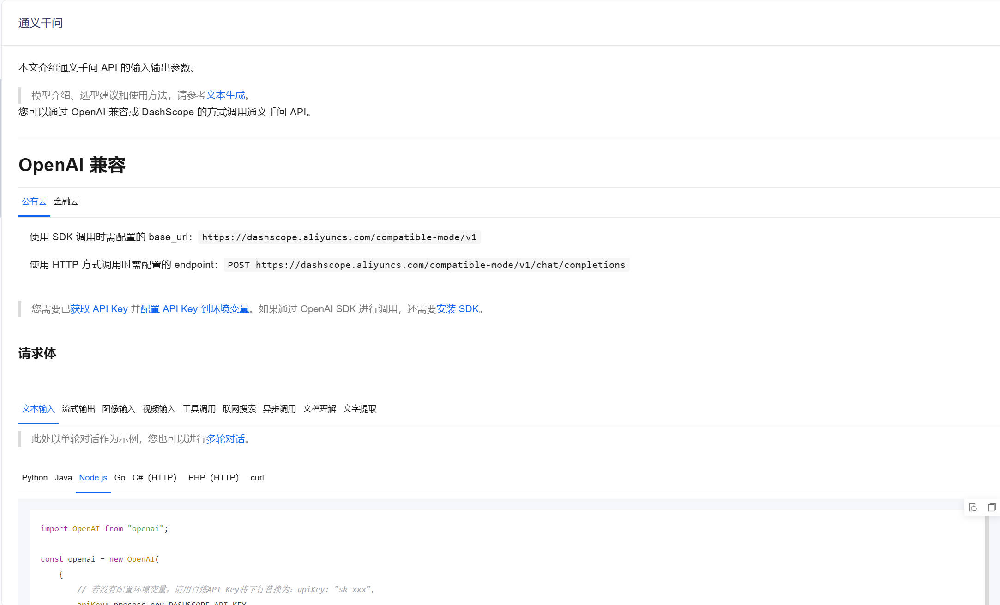 通义千问
本文介绍通义千问 API 的输入输出参数。
模型介绍、选型建议和使用方法，请参考文本生成。
您可以通过 OpenAI 兼容或 DashScope 的方式调用通义千问 API。
OpenAI 兼容
公有云 金融云
使用 SDK 调用时需配置的 base_url： https://dashscope.aliyuncs.com/compatible-mode/v1
使用 HTTP 方式调用时需配置的 endpoint： POST https://dashscope.aliyuncs.com/compatible-mode/v1/chat/completions
您需要已获取 API Key 并配置 API Key 到环境变量。如果通过 OpenAI SDK 进行调用，还需要安装 SDK。
请求体
文本输入 流式输出 图像输入 视频输入 工具调用 联网搜索 异步调用 文档理解 文字提取
此处以单轮对话作为示例，您也可以进行多轮对话。
Python Java Node.js Go C#（HTTP） PHP（HTTP） curl
import OpenAI from "openai";
const openai = new OpenAI(
{
// 若没有配置环境变量，请用百炼API Key将下行替换为：apiKey: "sk-xxx",
apiKey: process.env.DASHSCOPE_API_KEY